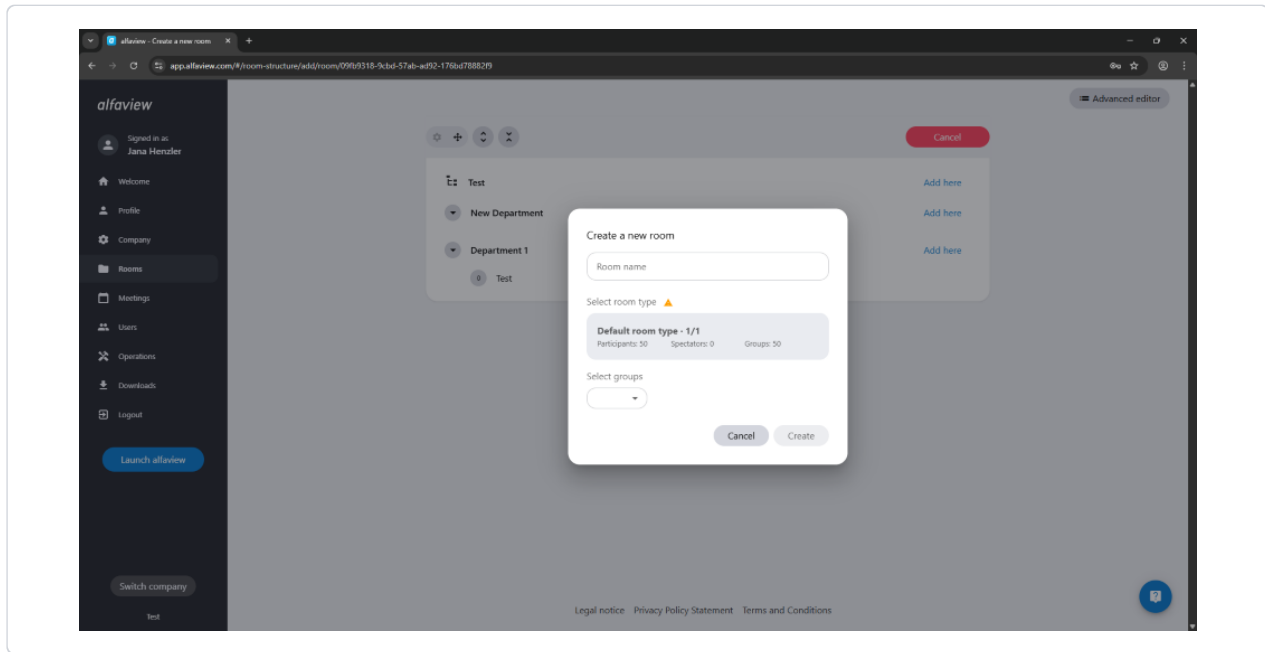 alfaview - Create a new room
app.alfaview.com/#/room-structure/add/room/09fb9318-9cbd-57ab-ad92-176bd78882f9
Advanced editor
alfaview
Signed in as
Jana Henzler
Cancel
Welcome
Test
Add here
Profile
New Department
Add here
Company
Create a new room
Department 1
Add here
Rooms
Room name
0 Test
Meetings
Select room type
Users
Default room type - 1/1
Participants: 50 Spectators: 0 Groups: 50
Operations
Select groups
Downloads
Logout
Cancel
Create
Launch alfaview
Switch company
Legal notice Privacy Policy Statement Terms and Conditions
Test